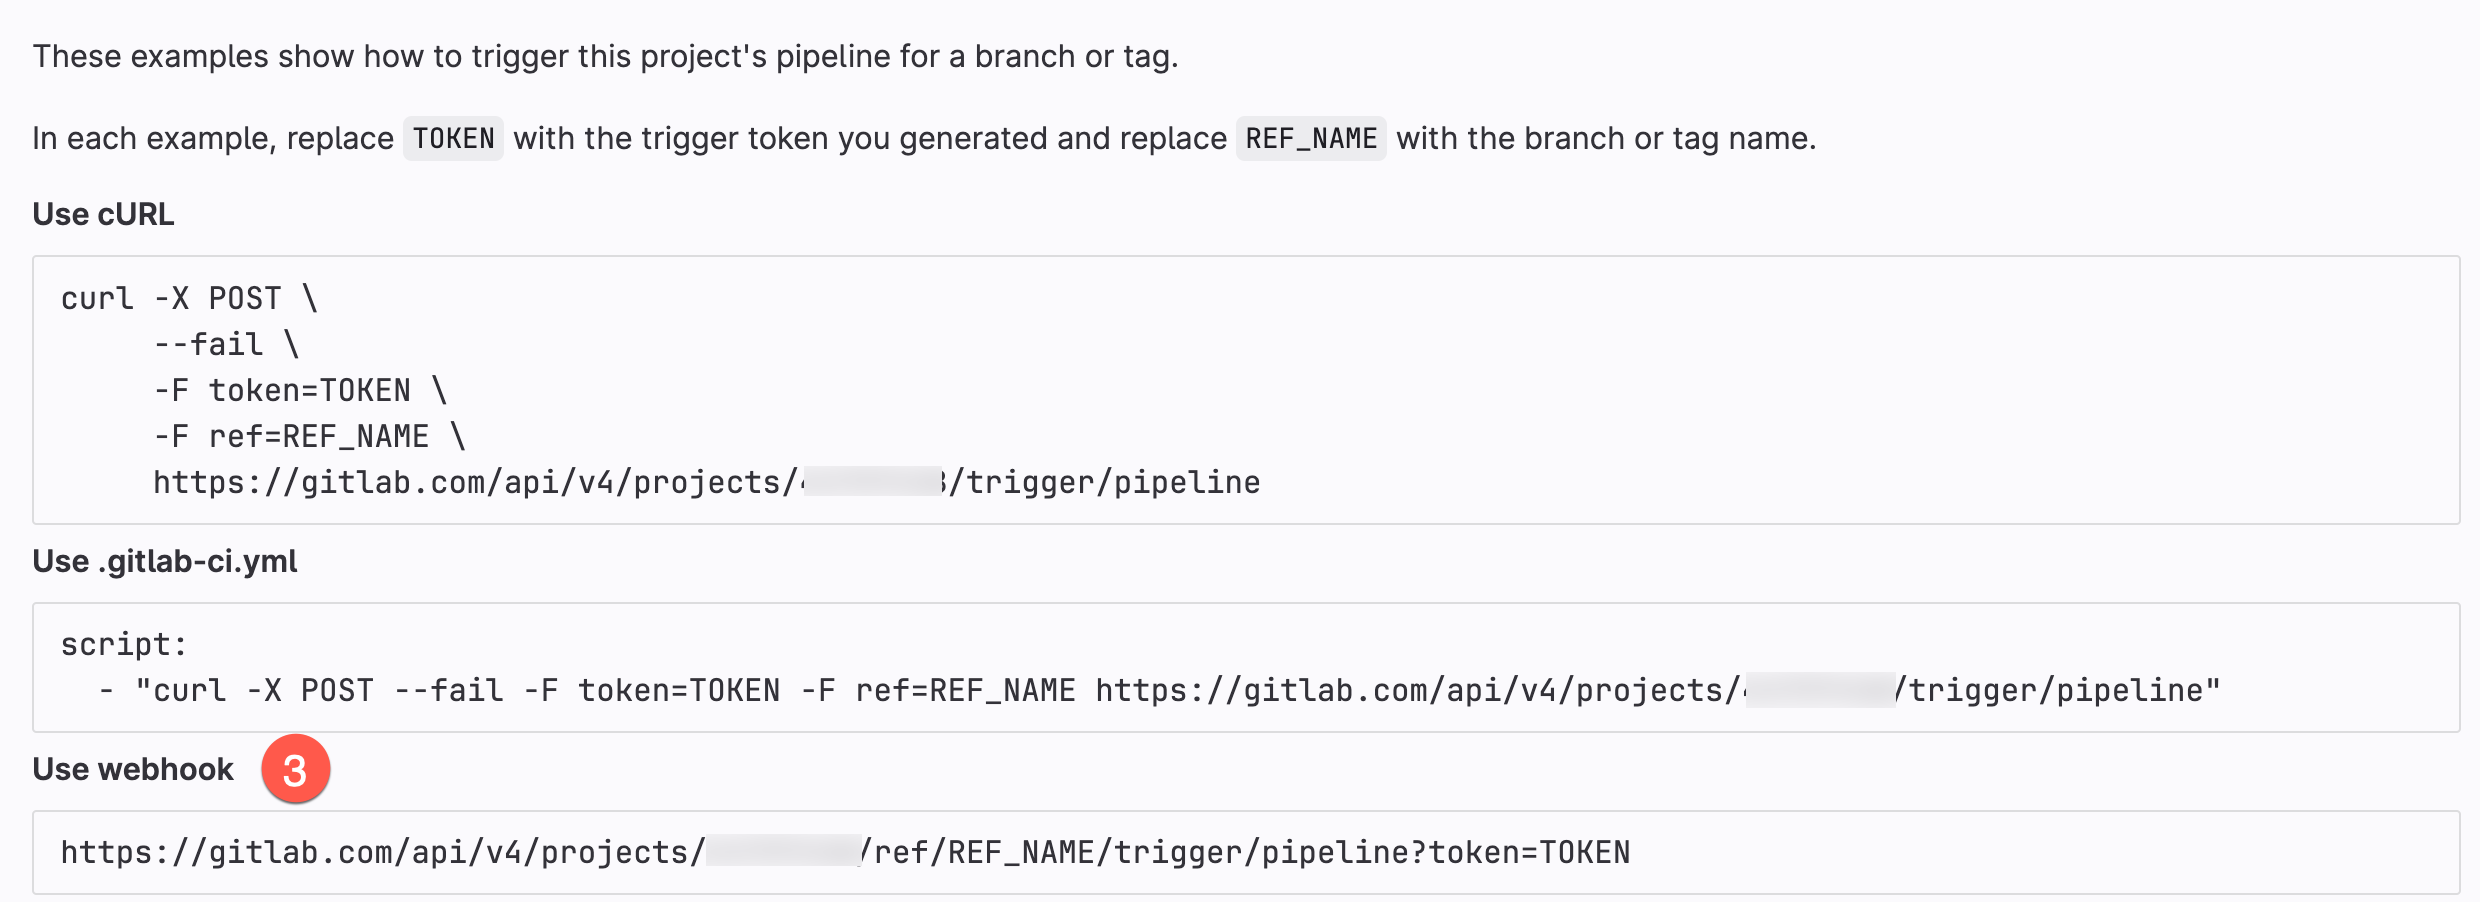 These examples show how to trigger this project's pipeline for a branch or tag.
In each example, replace TOKEN with the trigger token you generated and replace REF_NAME with the branch or tag name.
Use cURL
curl -X POST \
--fail \
-F token=TOKEN \
-F ref=REF_NAME \
https://gitlab.com/api/v4/projects/ /trigger/pipeline
Use .gitlab-ci.yml
script:
- "curl -X POST --fail -F token=TOKEN -F ref=REF_NAME https://gitlab.com/api/v4/projects/ /trigger/pipeline"
Use webhook 3
https://gitlab.com/api/v4/projects/ /ref/REF_NAME/trigger/pipeline?token=TOKEN